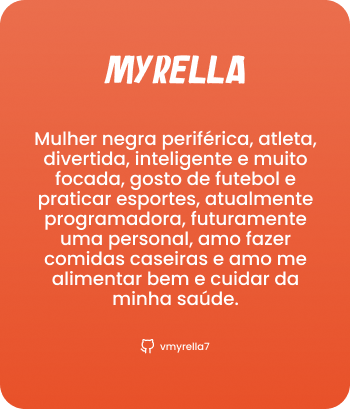 MYRELLA
Mulher negra periférica, atleta,
divertida, inteligente e muito
focada, gosto de futebol e
praticar esportes, atualmente
programadora, futuramente
uma personal, amo fazer
comidas caseiras e amo me
alimentar bem e cuidar da
minha saúde.
vmyrella7